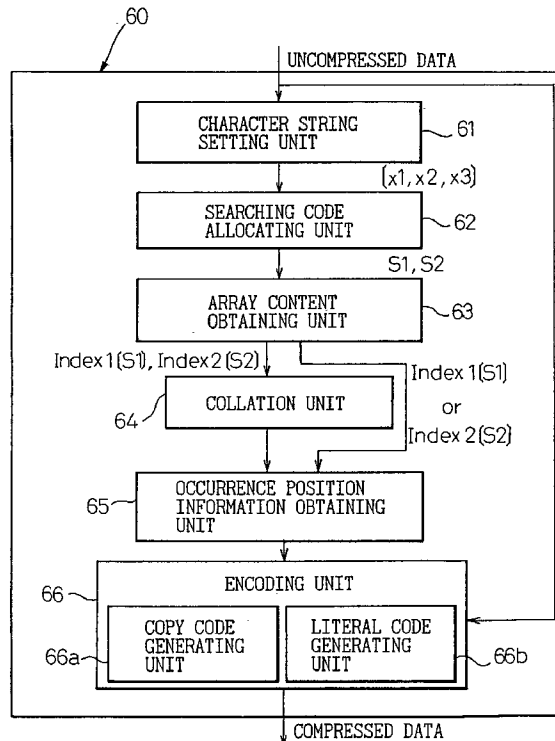 60
UNCOMPRESSED DATA
CHARACTER STRING
SETTING UNIT
61
(x1, x2, x3)
SEARCHING CODE
ALLOCATING UNIT
62
S1, S2
ARRAY CONTENT
OBTAINING UNIT
63
Index 1(S1), Index 2(S2)
Index 1(S1)
or
Index 2(S2)
COLLATION UNIT
64
OCCURRENCE POSITION
INFORMATION OBTAINING
UNIT
65
ENCODING UNIT
66
COPY CODE
GENERATING
UNIT
66a
LITERAL CODE
GENERATING
UNIT
66b
COMPRESSED DATA